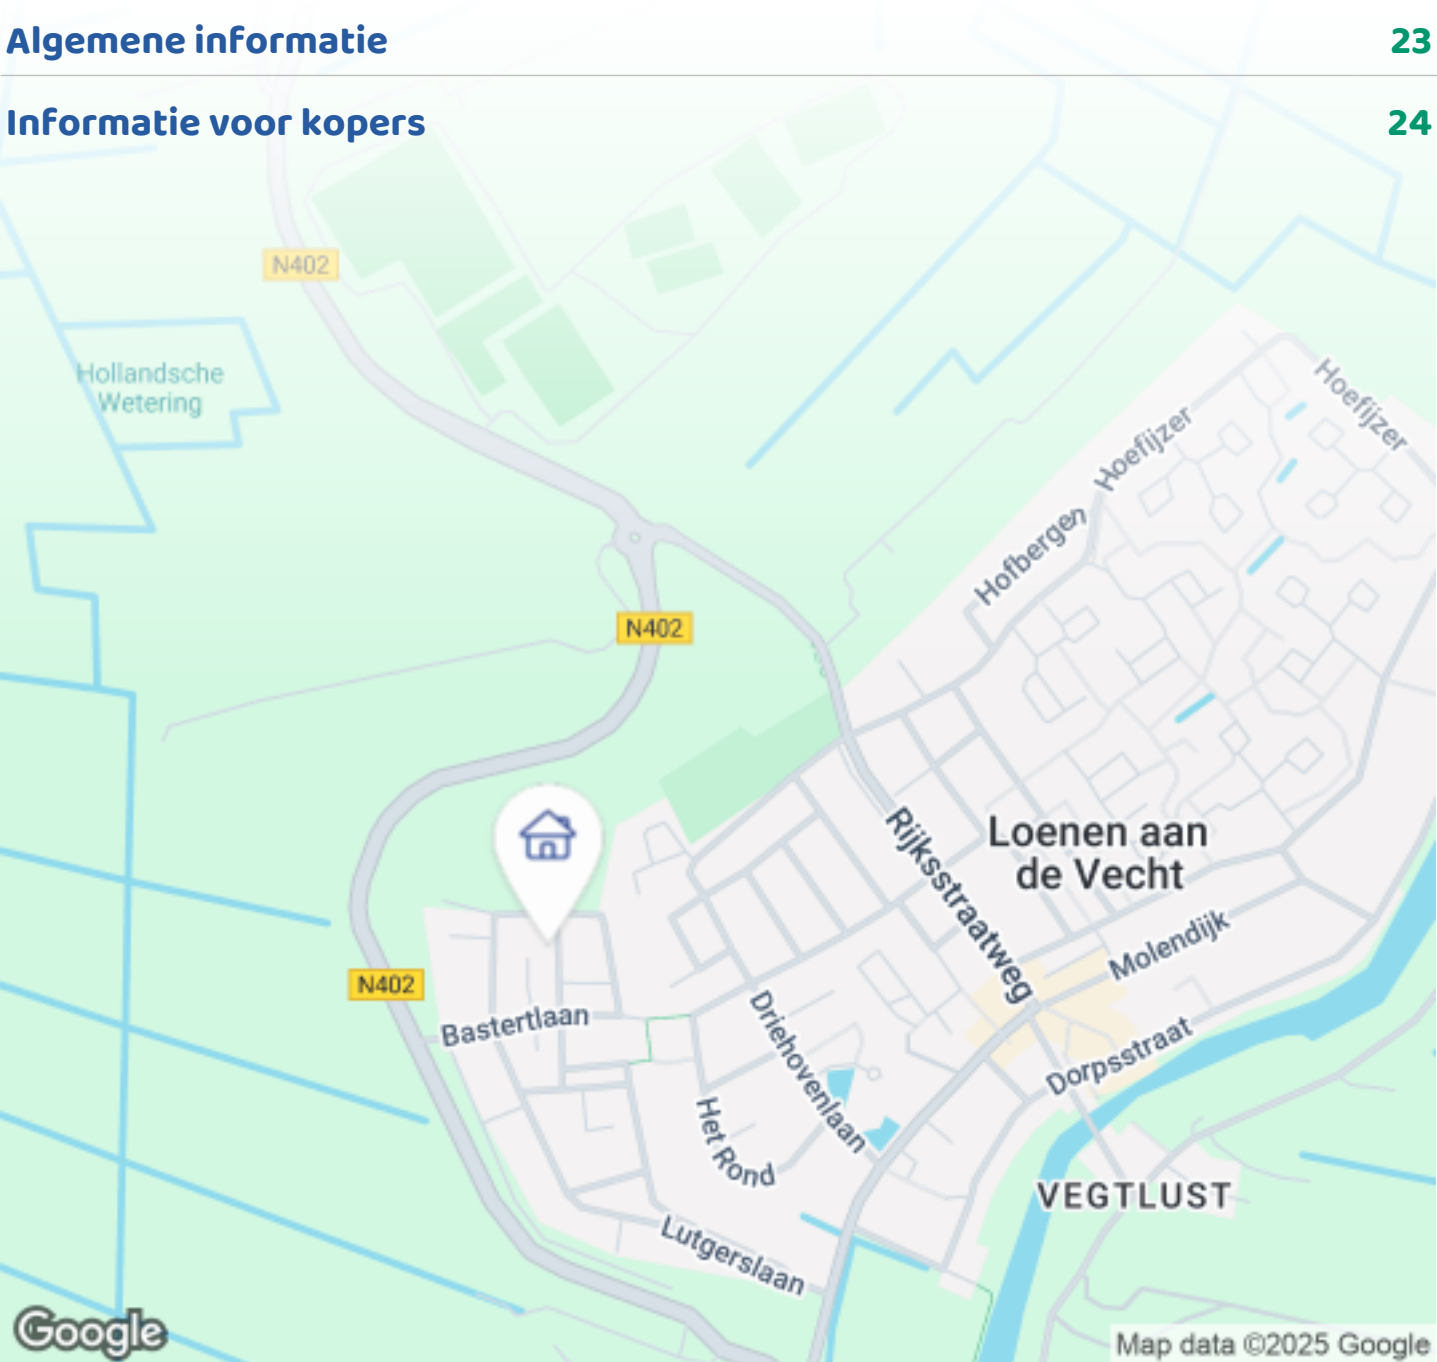 Algemene informatie 23
Informatie voor kopers 24
N402
Hollandsche
Wetering
Hoefijzer
Hoefijzer
Hofbergen
N402
Rijksstraatweg
Loenen aan
de Vecht
Molendijk
N402
Bastertlaan
Driehovenlaan
Dorpsstraat
Het Rond
VEGTLUST
Lutgerslaan
Google
Map data ©2025 Google